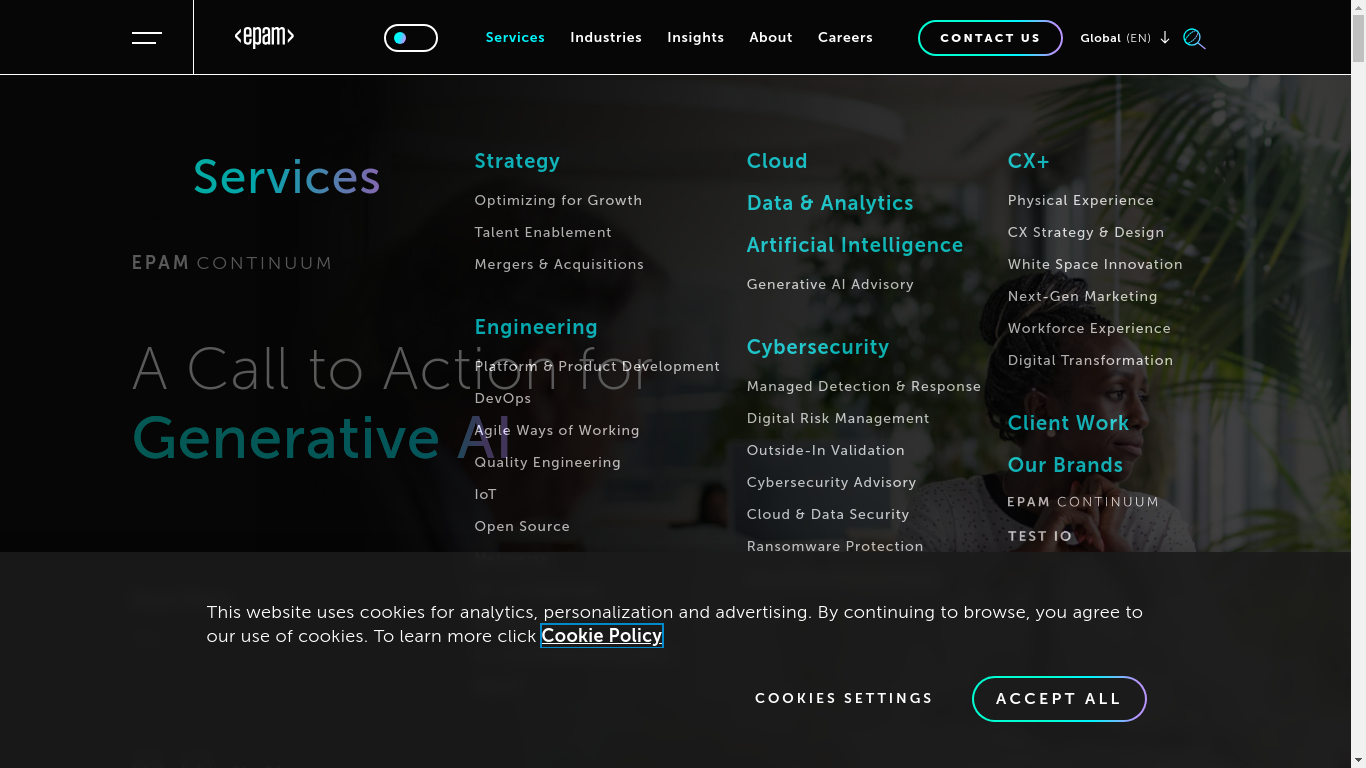 <epam>
Services
Industries
Insights
About
Careers
CONTACT US
Global (EN)
Services
EPAM CONTINUUM
A Call to Action for
Generative AI
Strategy
Optimizing for Growth
Talent Enablement
Mergers & Acquisitions
Engineering
Platform & Product Development
DevOps
Agile Ways of Working
Quality Engineering
IoT
Open Source
Cloud
Data & Analytics
Artificial Intelligence
Generative AI Advisory
Cybersecurity
Managed Detection & Response
Digital Risk Management
Outside-In Validation
Cybersecurity Advisory
Cloud & Data Security
Ransomware Protection
CX+
Physical Experience
CX Strategy & Design
White Space Innovation
Next-Gen Marketing
Workforce Experience
Digital Transformation
Client Work
Our Brands
EPAM CONTINUUM
TEST IO
This website uses cookies for analytics, personalization and advertising. By continuing to browse, you agree to
our use of cookies. To learn more click Cookie Policy
COOKIES SETTINGS
ACCEPT ALL